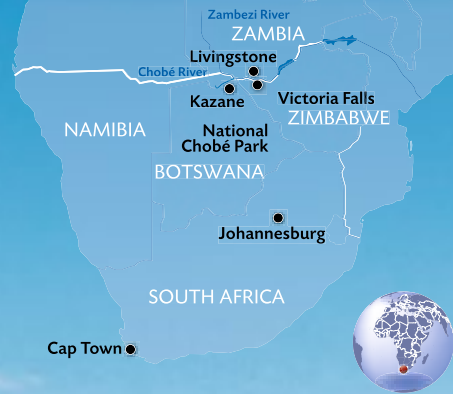 Zambezi River
ZAMBIA
Livingstone
Chobé River
Kazane
Victoria Falls
ZIMBABWE
NAMIBIA
National
Chobé Park
BOTSWANA
Johannesburg
SOUTH AFRICA
Cap Town